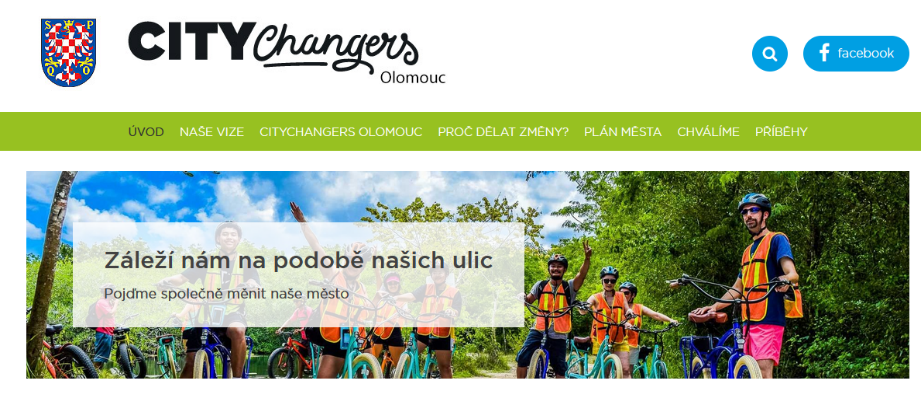 S P
Q O
CITYChangers
Olomouc
facebook
ÚVOD NAŠE VIZE CITYCHANGERS OLOMOUC PROČ DĚLAT ZMĚNY? PLÁN MĚSTA CHVÁLÍME PŘÍBĚHY
Záleží nám na podobě našich ulic
Pojďme společně měnit naše město